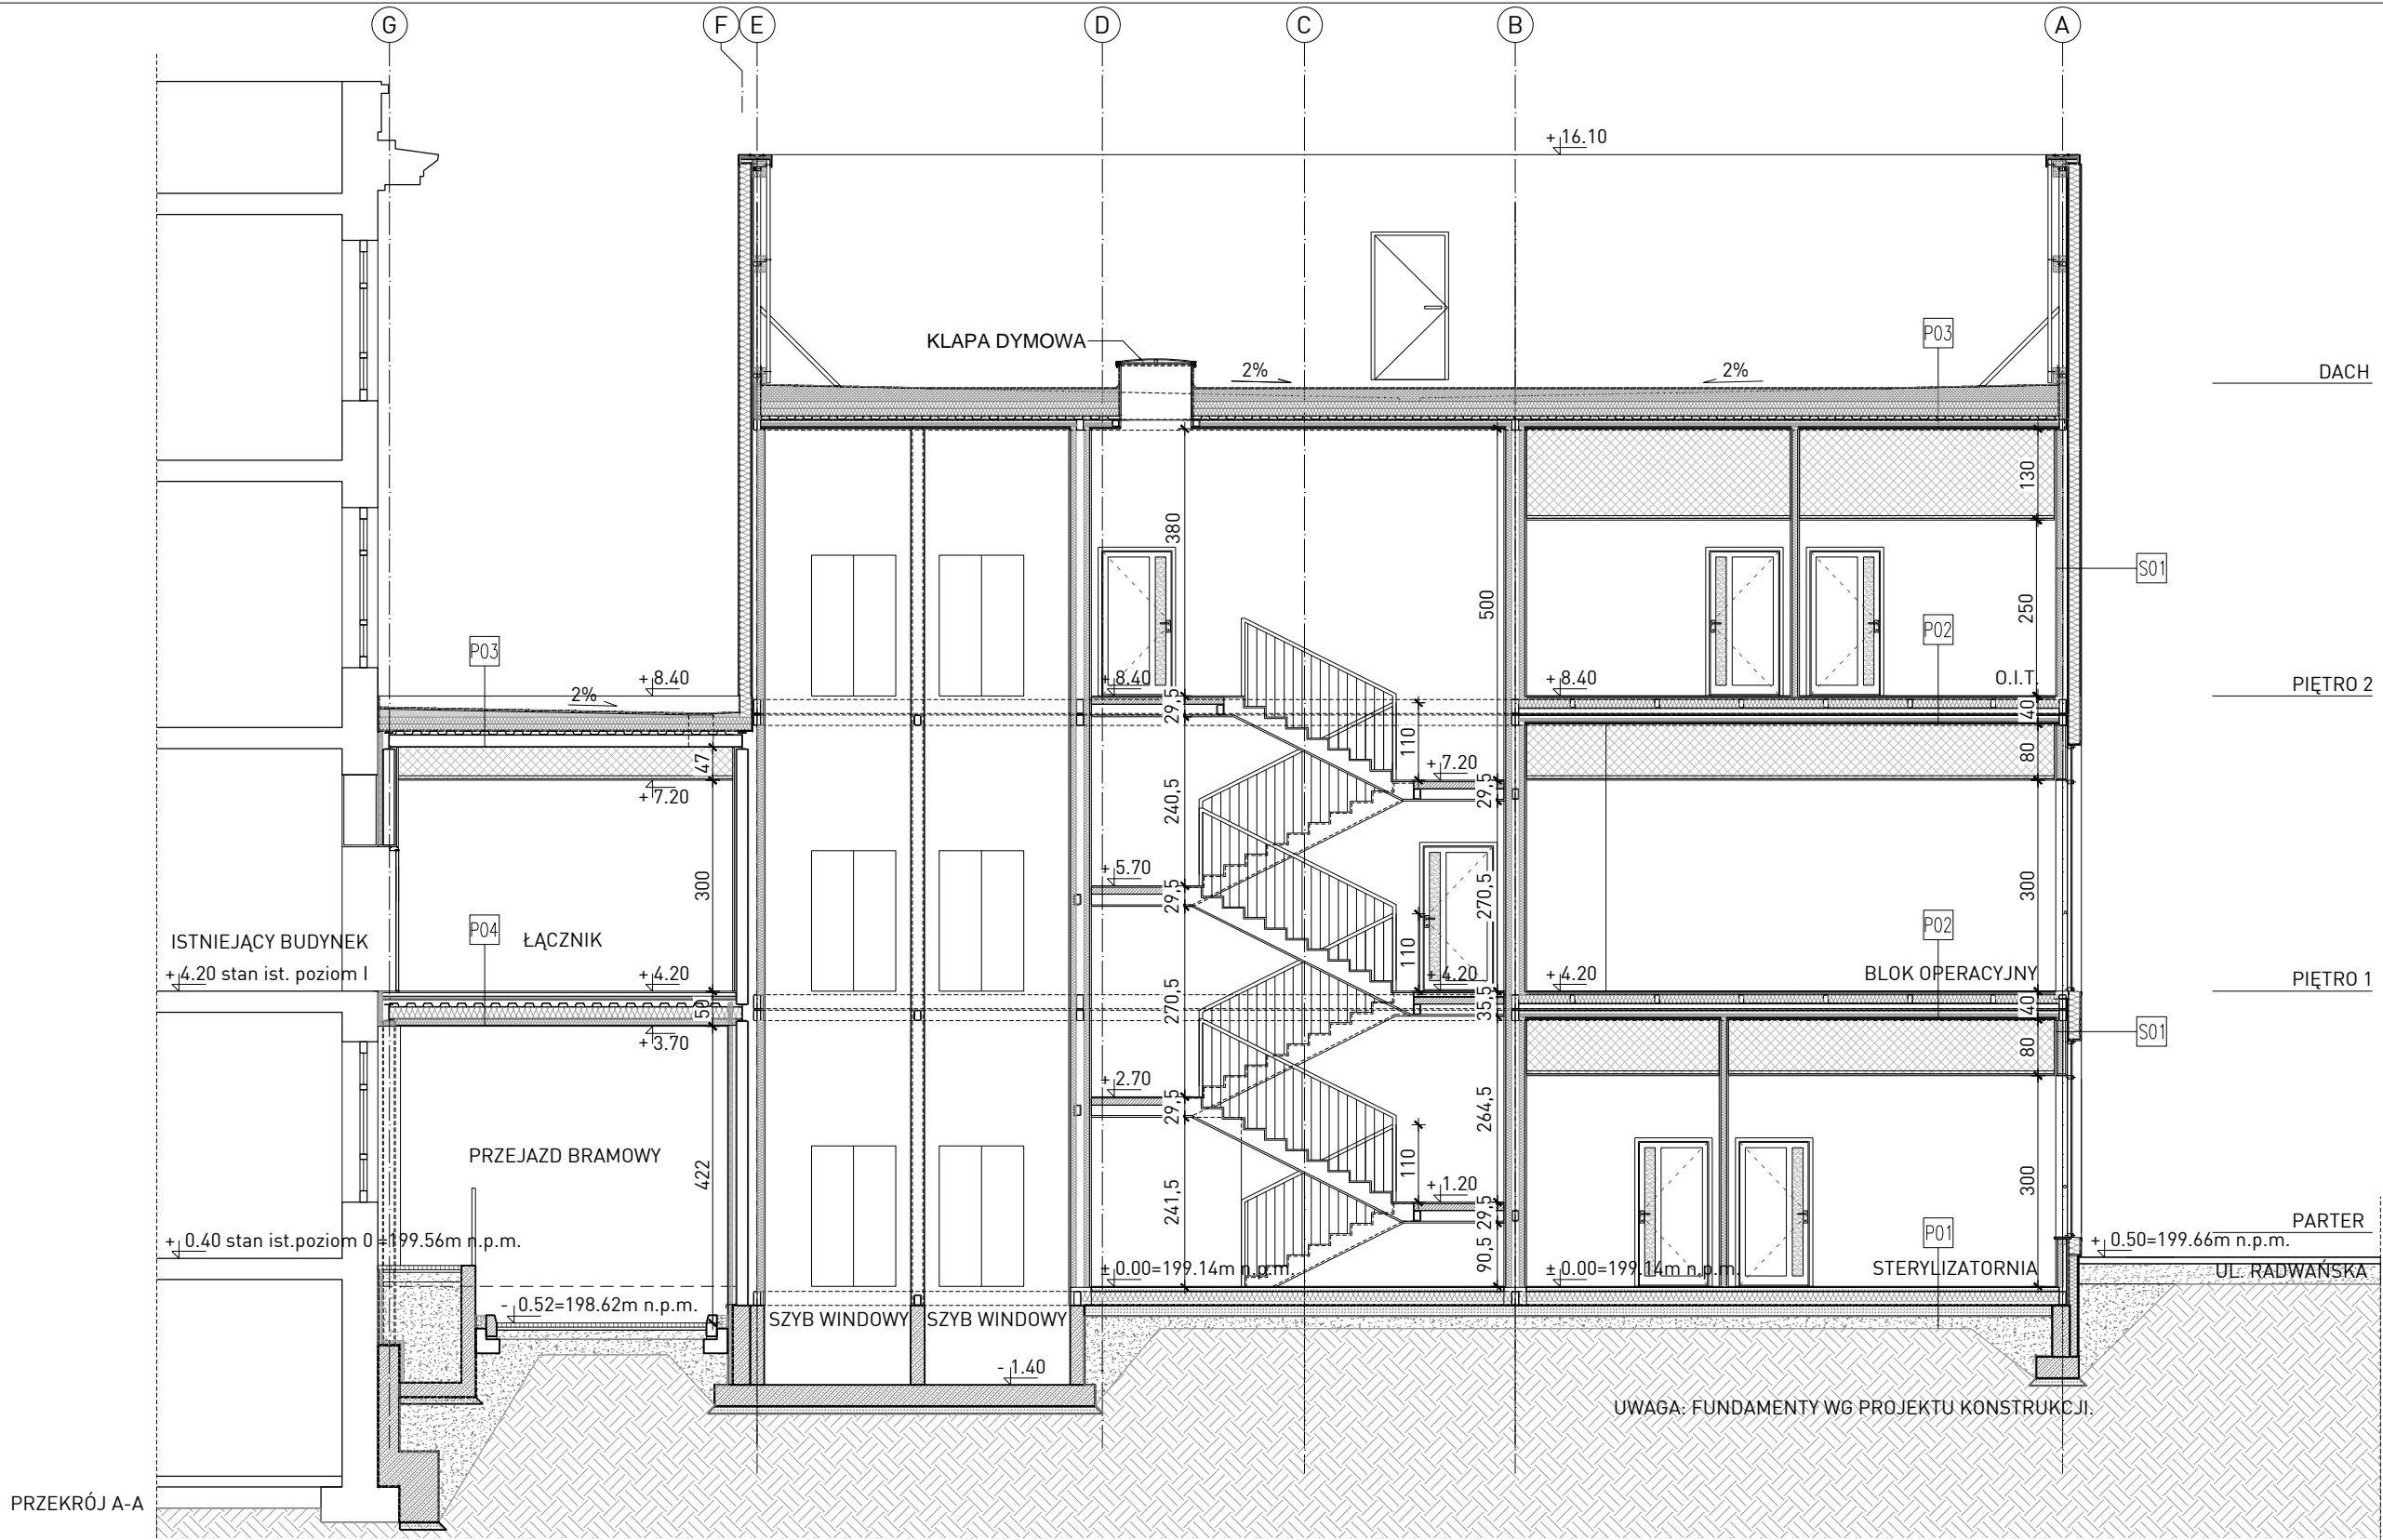 G
F
E
D
C
B
A
+ 16.10
KLAPA DYMOWA
2%
2%
P03
DACH
130
380
500
S01
250
P02
P03
+ 8.40
2%
+ 8.40
29,5
+ 8.40
O.I.T.
PIĘTRO 2
40
110
80
47
+ 7.20
+ 7.20
29,5
240,5
+ 5.70
29,5
300
270,5
300
P04
ŁĄCZNIK
P02
ISTNIEJĄCY BUDYNEK
110
+ 4.20 stan ist. poziom I
+ 4.20
+ 4.20
+ 4.20
BLOK OPERACYJNY
PIĘTRO 1
50
270,5
35,5
40
+ 3.70
S01
80
+ 2.70
29,5
264,5
PRZEJAZD BRAMOWY
422
110
+ 1.20
241,5
29,5
300
P01
PARTER
+ 0.40 stan ist.poziom 0 =199.56m n.p.m.
90,5
+ 0.50=199.66m n.p.m.
± 0.00=199.14m n.p.m.
± 0.00=199.14m n.p.m.
STERYLIZATORNIA
UL. RADWAŃSKA
- 0.52=198.62m n.p.m.
SZYB WINDOWY
SZYB WINDOWY
- 1.40
UWAGA: FUNDAMENTY WG PROJEKTU KONSTRUKCJI.
PRZEKRÓJ A-A